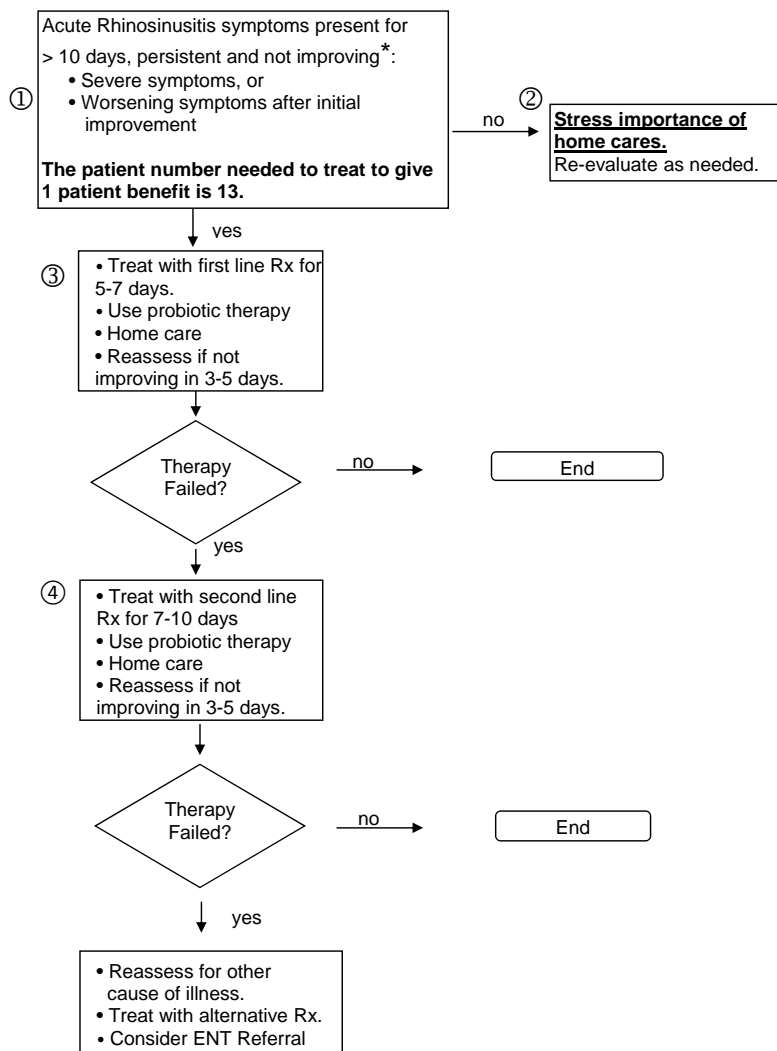 Acute Rhinosinusitis symptoms present for
> 10 days, persistent and not improving*:
• Severe symptoms, or
① • Worsening symptoms after initial
improvement
The patient number needed to treat to give
1 patient benefit is 13.
no
②
Stress importance of
home cares.
Re-evaluate as needed.
yes
③
• Treat with first line Rx for
5-7 days.
• Use probiotic therapy
• Home care
• Reassess if not
improving in 3-5 days.
Therapy
Failed?
no
End
yes
④
• Treat with second line
Rx for 7-10 days
• Use probiotic therapy
• Home care
• Reassess if not
improving in 3-5 days.
Therapy
Failed?
no
End
yes
• Reassess for other
cause of illness.
• Treat with alternative Rx.
• Consider ENT Referral